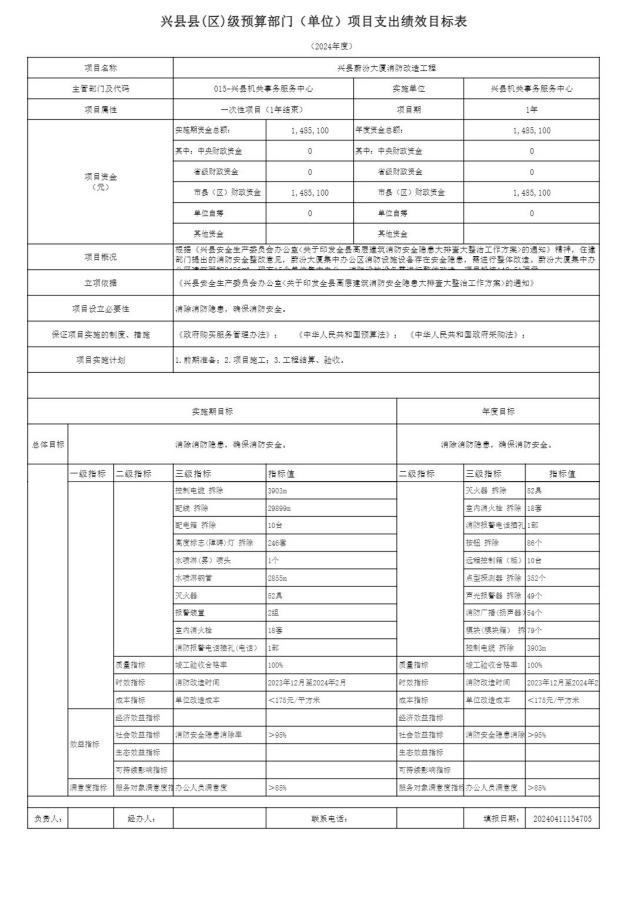 兴县县(区)级预算部门（单位）项目支出绩效目标表
（2024年度）
项目名称 兴县蔚汾大厦消防改造工程
主管部门及代码 015-兴县机关事务服务中心 实施单位 兴县机关事务服务中心
项目属性 一次性项目（1年结束） 项目期 1年
项目资金
（元）
实施期资金总额： 1,485,100 年度资金总额： 1,485,100
其中：中央财政资金 0 其中：中央财政资金 0
省级财政资金 0 省级财政资金 0
市县（区）财政资金 1,485,100 市县（区）财政资金 1,485,100
单位自筹 0 单位自筹 0
其他资金 其他资金
项目概况
根据《兴县安全生产委员会办公室<关于印发全县高层建筑消防安全隐患大排查大整治工作方案>的通知》精神，在建
部门提出的消防安全整改意见，蔚汾大厦集中办公区消防设施设备存在安全隐患，需进行整体改造。蔚汾大厦集中办
立项依据 《兴县安全生产委员会办公室<关于印发全县高层建筑消防安全隐患大排查大整治工作方案>的通知》
项目设立必要性 消除消防隐患，确保消防安全。
保证项目实施的制度、措施 《政府购买服务管理办法》； 《中华人民共和国预算法》； 《中华人民共和国政府采购法》；
项目实施计划 1.前期准备；2.项目施工；3.工程结算、验收。
实施期目标 年度目标
总体目标 消除消防隐患，确保消防安全。 消除消防隐患，确保消防安全。
一级指标 二级指标 三级指标 指标值 二级指标 三级指标 指标值
控制电缆 拆除 3903m 灭火器 拆除 52具
配线 拆除 29899m 室内消火栓 拆除 18套
配电箱 拆除 10台 消防报警电话插孔 1部
高度标志(障碍)灯 拆除 246套 按钮 拆除 86个
水喷淋(雾）喷头 1个 远程控制箱（柜） 10台
水喷淋钢管 2855m 点型探测器 拆除 352个
灭火器 52具 声光报警器 拆除 49个
报警装置 2组 消防广播(扬声器） 54个
室内消火栓 18套 模块(模块箱） 拆 79个
消防报警电话插孔(电话） 1部 控制电缆 拆除 3903m
质量指标 竣工验收合格率 100% 质量指标 竣工验收合格率 100%
时效指标 消防改造时间 2023年12月至2024年2月 时效指标 消防改造时间 2023年12月至2024年2
成本指标 单位改造成本 ＜175元/平方米 成本指标 单位改造成本 ＜175元/平方米
效益指标
经济效益指标 经济效益指标
社会效益指标 消防安全隐患消除率 ＞95% 社会效益指标 消防安全隐患消除 ＞95%
生态效益指标 生态效益指标
可持续影响指标 可持续影响指标
满意度指标 服务对象满意度指 办公人员满意度 ＞85% 服务对象满意度指标 办公人员满意度 ＞85%
负责人： 经办人： 联系电话： 填报日期： 20240411154705